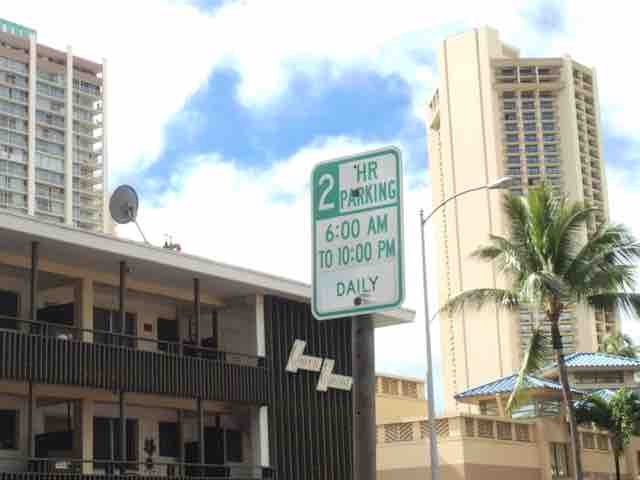 2 HR
PARKING
6:00 AM
TO 10:00 PM
DAILY